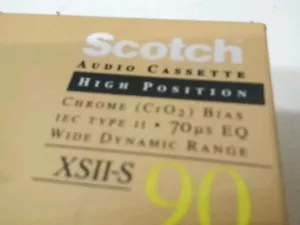 Scotch
AUDIO CASSETTE
HIGH POSITION
CHROME (CrO2) BIAS
IEC TYPE II • 70μs EQ
WIDE DYNAMIC RANGE
XSII-S
90